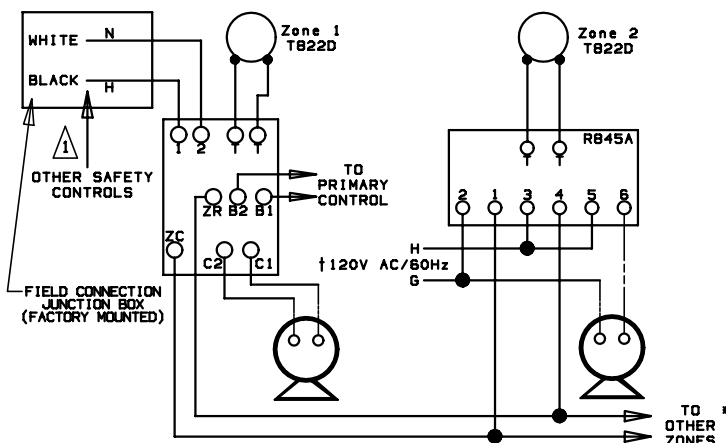 WHITE N
BLACK H
1
OTHER SAFETY
CONTROLS
FIELD CONNECTION
JUNCTION BOX
(FACTORY MOUNTED)
Zone 1
T822D
1 2 T T
ZR B2 B1
TO
PRIMARY
CONTROL
ZC
C2 C1
Zone 2
T822D
R845A
T T
2 1 3 4 5 6
H
†120V AC/60Hz
G
TO *
OTHER
ZONES